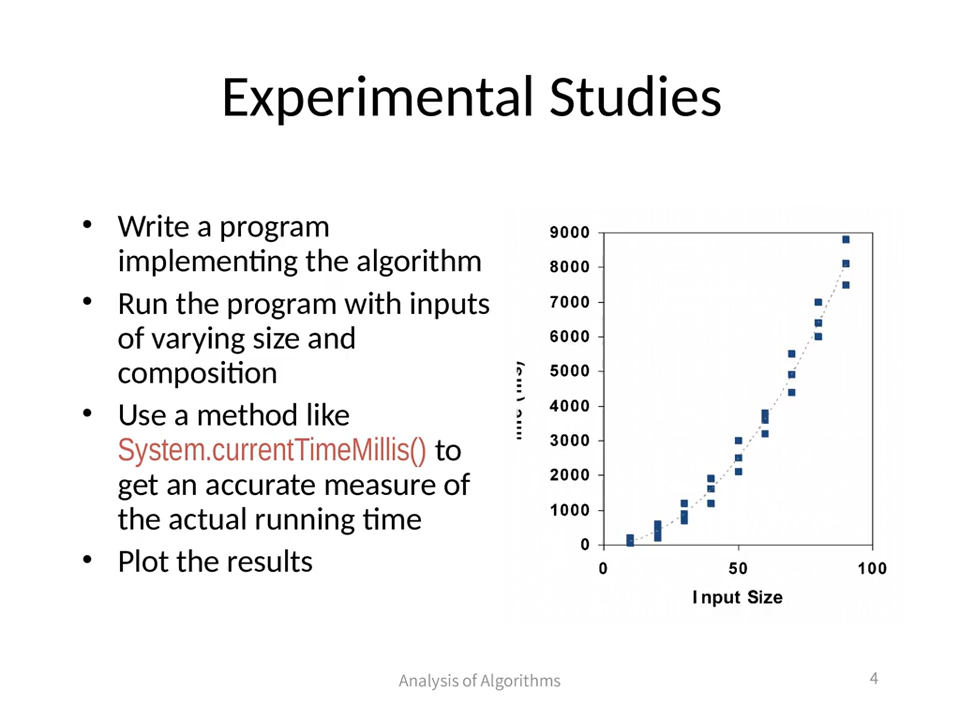 Experimental Studies
• Write a program
implementing the algorithm
• Run the program with inputs
of varying size and
composition
• Use a method like
System.currentTimeMillis() to
get an accurate measure of
the actual running time
• Plot the results
9000
8000
7000
6000
5000
4000
3000
2000
1000
0
0 50 100
Input Size
Analysis of Algorithms
4